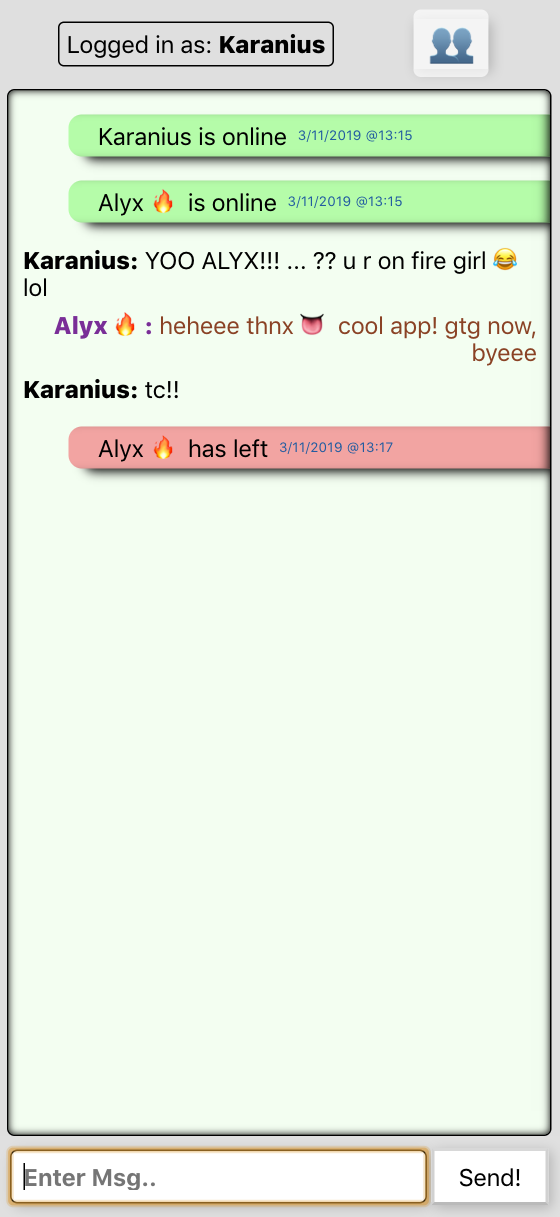 Logged in as: Karanius
Karanius is online 3/11/2019 @13:15
Alyx 🔥 is online 3/11/2019 @13:15
Karanius: YOO ALYX!!! ... ?? u r on fire girl 😂
lol
Alyx 🔥 : heheee thnx 👅 cool app! gtg now,
byeee
Karanius: tc!!
Alyx 🔥 has left 3/11/2019 @13:17
Enter Msg..
Send!